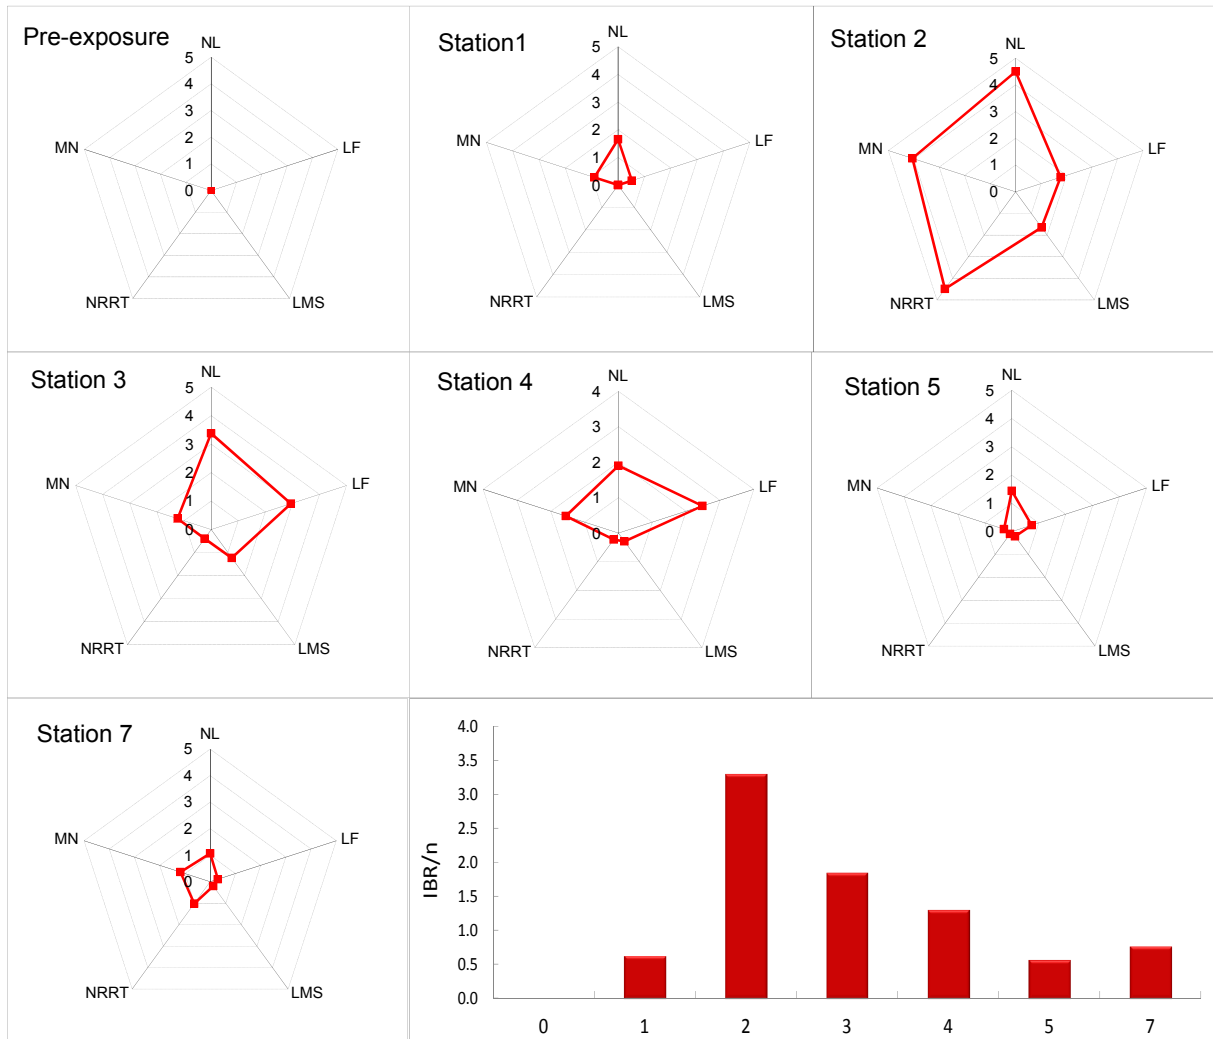 Pre-exposure
NL
5
4
3
2
1
0
MN
LF
NRRT
LMS
Station1
NL
5
4
3
2
1
0
MN
LF
NRRT
LMS
Station 2
NL
5
4
3
2
1
0
MN
LF
NRRT
LMS
Station 3
NL
5
4
3
2
1
0
MN
LF
NRRT
LMS
Station 4
NL
4
3
2
1
0
MN
LF
NRRT
LMS
Station 5
NL
5
4
3
2
1
0
MN
LF
NRRT
LMS
Station 7
NL
5
4
3
2
1
0
MN
LF
NRRT
LMS
IBR/n
4.0
3.5
3.0
2.5
2.0
1.5
1.0
0.5
0.0
0 1 2 3 4 5 7